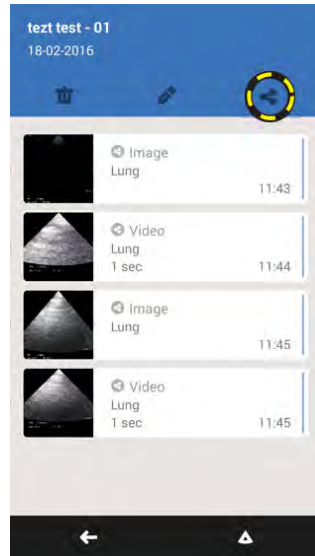 tezt test - 01
18-02-2016
Image
Lung
11:43
Video
Lung
1 sec
11:44
Image
Lung
11:45
Video
Lung
1 sec
11:45